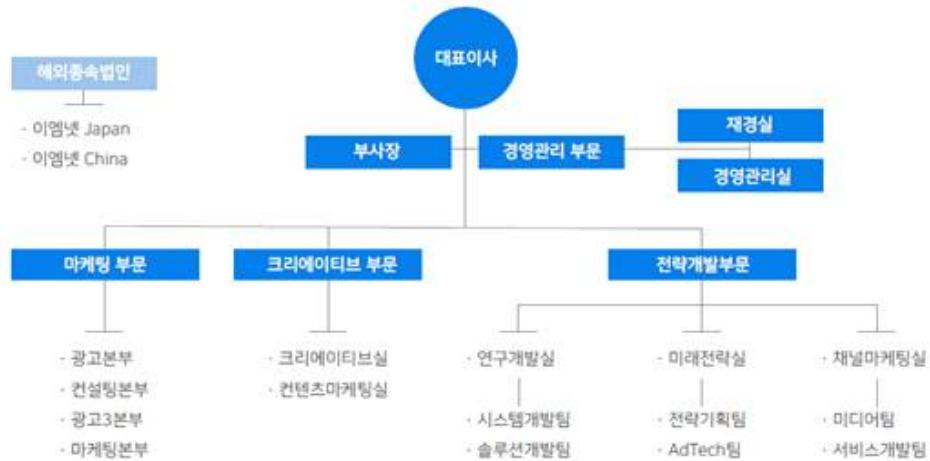 대표이사
해외종속법인
· 이엠넷 Japan
· 이엠넷 China
부사장
경영관리 부문
재경실
경영관리실
마케팅 부문
크리에이티브 부문
전략개발부문
· 광고본부
· 컨설팅본부
· 광고3본부
· 마케팅본부
· 크리에이티브실
· 컨텐츠마케팅실
· 연구개발실
· 시스템개발팀
· 솔루션개발팀
· 미래전략실
· 전략기획팀
· AdTech팀
· 채널마케팅실
· 미디어팀
· 서비스개발팀